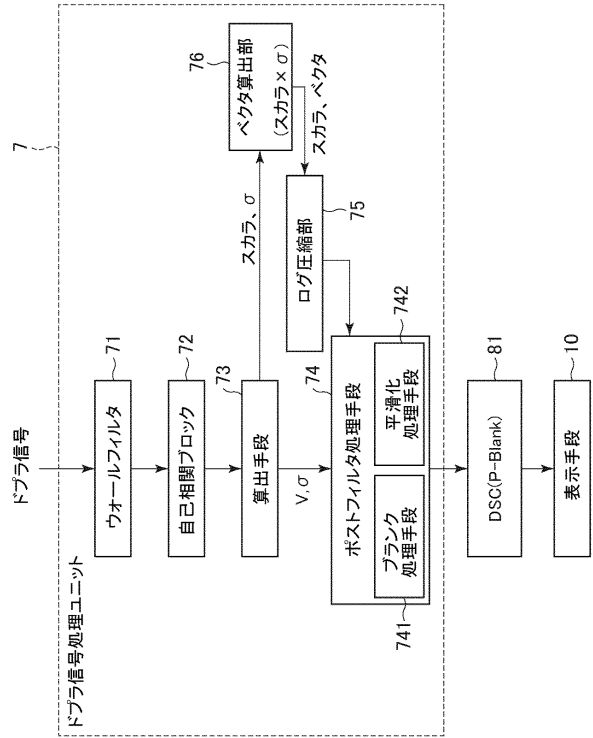 ドプラ信号処理ユニット
7
ドプラ信号
ウォールフィルタ
71
自己相関ブロック
72
算出手段
73
スカラ、σ
ベクタ算出部
(スカラ×σ)
76
スカラ、ベクタ
ログ圧縮部
75
V,σ
ポストフィルタ処理手段
74
ブランク
処理手段
741
平滑化
処理手段
742
DSC(P-Blank)
81
表示手段
10